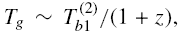 T_g ∼ T_{b1}^{(2)}/(1 + z),